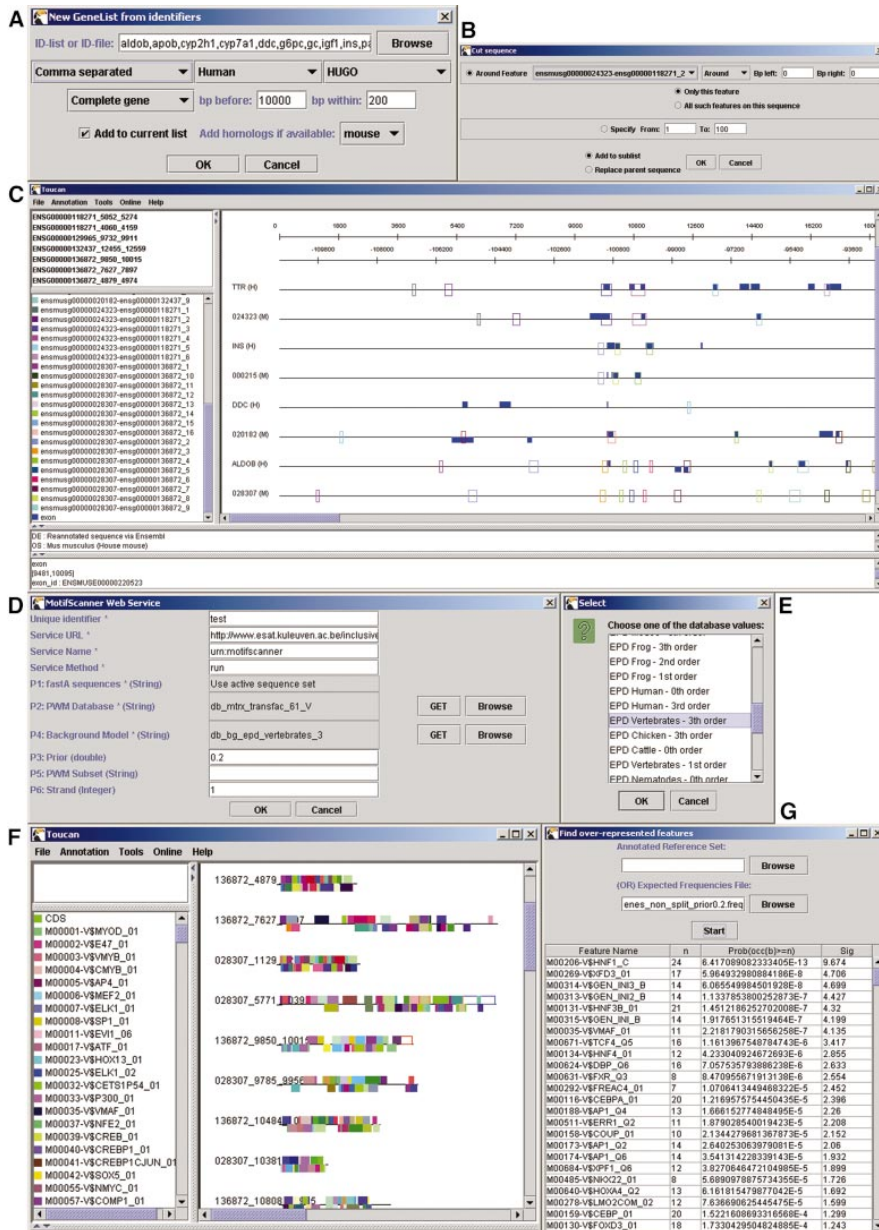 A
New GeneList from identifiers
ID-list or ID-file: aldob,apob,cyp2h1,cyp7a1,ddc,g6pc,gc,igf1,ins,pa Browse
Comma separated Human HUGO
Complete gene bp before: 10000 bp within: 200
Add to current list Add homologs if available: mouse
OK Cancel
B
Cut sequence
Around Feature ensmusg00000024323-ensg00000118271_2 Around Bp left: 0 Bp right: 0
Only this feature
All such features on this sequence
Specify From: 1 To: 100
Add to sublist
Replace parent sequence
OK Cancel
C
Toucan
File Annotation Tools Online Help
ENSG00000118271_5052_5274
ENSG00000118271_4060_4159
ENSG00000129965_9732_9911
ENSG00000132437_12455_12559
ENSG00000136872_9850_10015
ENSG00000136872_7627_7897
ENSG00000136872_4879_4974
ensmusg00000020182-ensg00000132437_9
ensmusg00000024323-ensg00000118271_1
ensmusg00000024323-ensg00000118271_2
ensmusg00000024323-ensg00000118271_3
ensmusg00000024323-ensg00000118271_4
ensmusg00000024323-ensg00000118271_5
ensmusg00000024323-ensg00000118271_6
ensmusg00000028307-ensg00000136872_1
ensmusg00000028307-ensg00000136872_10
ensmusg00000028307-ensg00000136872_11
ensmusg00000028307-ensg00000136872_12
ensmusg00000028307-ensg00000136872_13
ensmusg00000028307-ensg00000136872_14
ensmusg00000028307-ensg00000136872_15
ensmusg00000028307-ensg00000136872_16
ensmusg00000028307-ensg00000136872_2
ensmusg00000028307-ensg00000136872_3
ensmusg00000028307-ensg00000136872_4
ensmusg00000028307-ensg00000136872_5
ensmusg00000028307-ensg00000136872_6
ensmusg00000028307-ensg00000136872_7
ensmusg00000028307-ensg00000136872_8
ensmusg00000028307-ensg00000136872_9
exon
0 5400 7200 12600 14400
TTR (H)
024323 (M)
INS (H)
000215 (M)
DDC (H)
020182 (M)
ALDOB (H)
028307 (M)
DE : Reannotated sequence via Ensembl
OS : Mus musculus (House mouse)
exon
[9481,10095]
exon_id : ENSMUSE00000220523
D
MotifScanner Web Service
Unique identifier * test
Service URL * http://www.esat.kuleuven.ac.be/inclusive
Service Name * urn:motifscanner
Service Method * run
P1: fastA sequences * (String) Use active sequence set
P2: PWM Database * (String) db_mtrx_transfac_61_V GET Browse
P4: Background Model * (String) db_bg_epd_vertebrates_3 GET Browse
P3: Prior (double) 0.2
P5: PWM Subset (String)
P6: Strand (Integer) 1
OK Cancel
E
Select
Choose one of the database values:
EPD Frog - 3th order
EPD Frog - 2nd order
EPD Frog - 1st order
EPD Human - 0th order
EPD Human - 3rd order
EPD Vertebrates - 3th order
EPD Chicken - 3th order
EPD Cattle - 0th order
EPD Vertebrates - 1st order
EPD Nematodes - 0th order
OK Cancel
F
Toucan
File Annotation Tools Online Help
CDS
M00001-V$MYOD_01
M00002-V$E47_01
M00003-V$VMYB_01
M00004-V$CMYB_01
M00005-V$AP4_01
M00006-V$MEF2_01
M00007-V$ELK1_01
M00008-V$SP1_01
M00011-V$EVI1_06
M00017-V$ATF_01
M00023-V$HOX13_01
M00025-V$ELK1_02
M00032-V$CETS1P54_01
M00033-V$P300_01
M00035-V$VMAF_01
M00037-V$NFE2_01
M00039-V$CREB_01
M00040-V$CREBP1_01
M00041-V$CREBP1CJUN_01
M00042-V$SOX5_01
M00055-V$NMYC_01
M00057-V$COMP1_01
136872_4879
136872_7627
028307_1129
028307_5771
136872_9850_1001
028307_9785_9956
136872_10484
028307_10381
136872_10808
G
Find over-represented features
Annotated Reference Set:
Browse
(OR) Expected Frequencies File:
enes_non_split_prior0.2.freq Browse
Start
Feature Name n Prob(occ(b)>=n) Sig
M00206-V$HNF1_C 24 6.417089082333405E-13 9.674
M00269-V$XFD3_01 17 5.964932980884186E-8 4.706
M00314-V$GEN_INI3_B 14 6.065549984501928E-8 4.699
M00313-V$GEN_INI2_B 14 1.1337853800252873E-7 4.427
M00131-V$HNF3B_01 21 1.4512186252702008E-7 4.32
M00315-V$GEN_INI_B 14 1.917651315519464E-7 4.199
M00035-V$VMAF_01 11 2.2181790315656258E-7 4.135
M00671-V$TCF4_Q5 16 1.1613967548784743E-6 3.417
M00134-V$HNF4_01 12 4.233040924672693E-6 2.855
M00624-V$DBP_Q6 16 7.057535793886238E-6 2.633
M00631-V$FXR_Q3 8 8.470955671913138E-6 2.554
M00292-V$FREAC4_01 7 1.0706413449468322E-5 2.452
M00116-V$CEBPA_01 20 1.2169575754450435E-5 2.396
M00188-V$AP1_Q4 13 1.666152774848495E-5 2.26
M00511-V$ERR1_Q2 11 1.879028540019423E-5 2.208
M00158-V$COUP_01 10 2.1344279681367873E-5 2.152
M00173-V$AP1_Q2 14 2.640253063979081E-5 2.06
M00174-V$AP1_Q6 14 3.541314228339143E-5 1.932
M00684-V$XPF1_Q6 12 3.8270646472104985E-5 1.899
M00485-V$NKX22_01 8 5.6890978875734355E-5 1.726
M00640-V$HOXA4_Q2 13 6.161815479877042E-5 1.692
M00278-V$LMO2COM_02 12 7.636690625445475E-5 1.599
M00159-V$CEBP_01 20 1.5221608693316568E-4 1.299
M00130-V$FOXD3_01 18 1.7330429504624885E-4 1.243